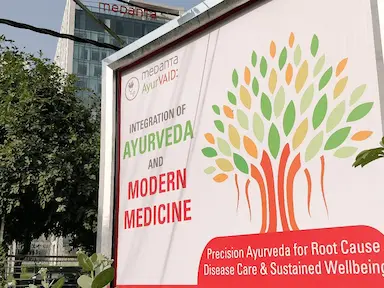 medanta
medanta
AyurVAID:
INTEGRATION OF
AYURVEDA
AND
MODERN
MEDICINE
Precision Ayurveda for Root Cause
Disease Care & Sustained Wellbeing